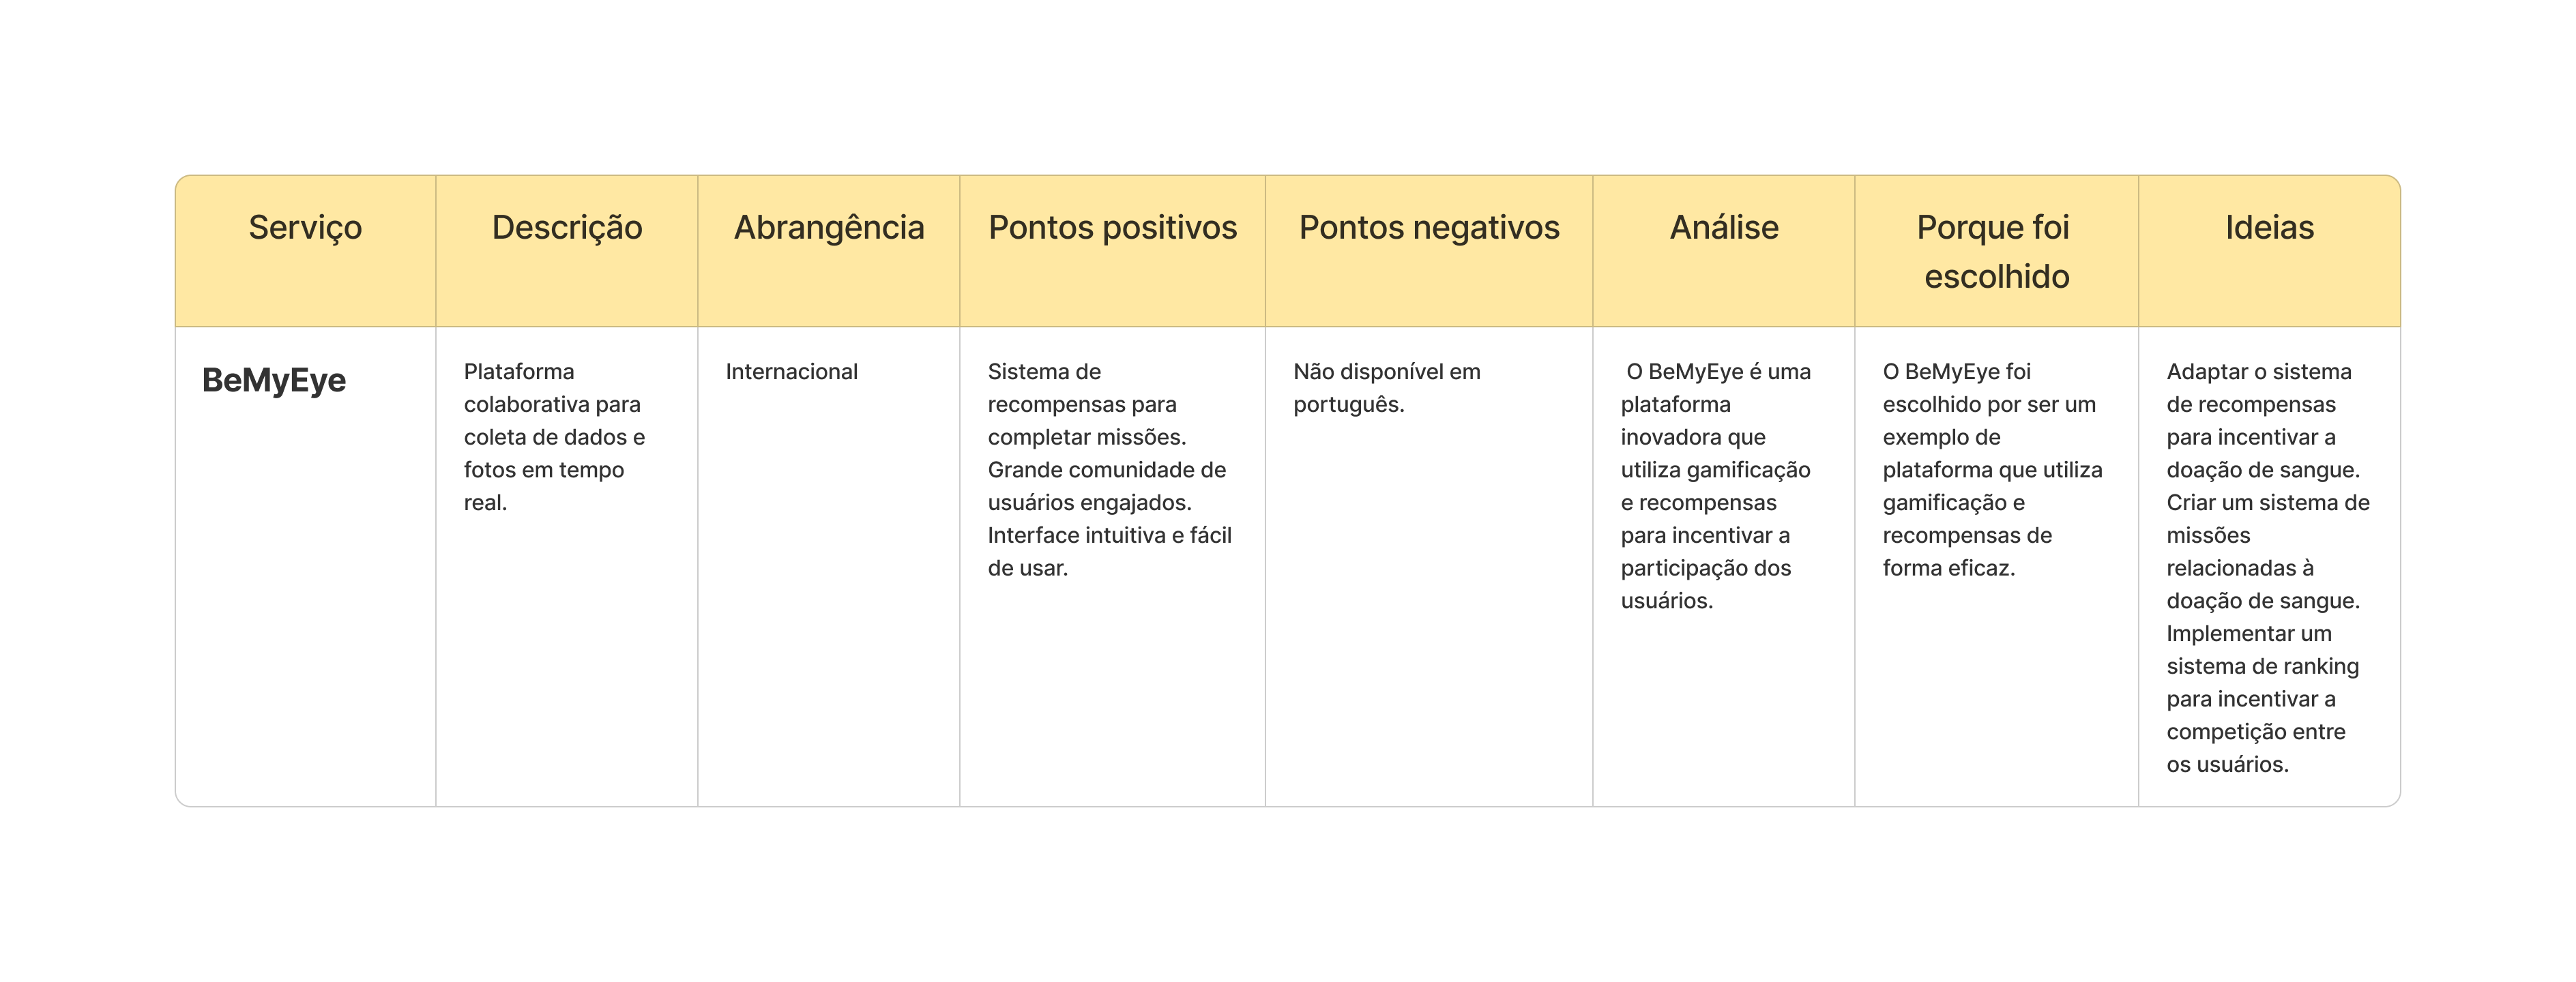 Serviço
Descrição
Abrangência
Pontos positivos
Pontos negativos
Análise
Porque foi
escolhido
Ideias
BeMyEye
Plataforma
colaborativa para
coleta de dados e
fotos em tempo
real.
Internacional
Sistema de
recompensas para
completar missões.
Grande comunidade de
usuários engajados.
Interface intuitiva e fácil
de usar.
Não disponível em
português.
O BeMyEye é uma
plataforma
inovadora que
utiliza gamificação
e recompensas
para incentivar a
participação dos
usuários.
O BeMyEye foi
escolhido por ser um
exemplo de
plataforma que utiliza
gamificação e
recompensas de
forma eficaz.
Adaptar o sistema
de recompensas
para incentivar a
doação de sangue.
Criar um sistema de
missões
relacionadas à
doação de sangue.
Implementar um
sistema de ranking
para incentivar a
competição entre
os usuários.